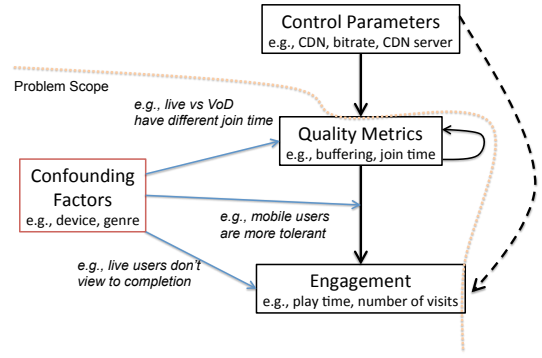 Control Parameters
e.g., CDN, bitrate, CDN server
Problem Scope
e.g., live vs VoD
have different join time
Quality Metrics
e.g., buffering, join time
Confounding
Factors
e.g., device, genre
e.g., mobile users
are more tolerant
e.g., live users don't
view to completion
Engagement
e.g., play time, number of visits